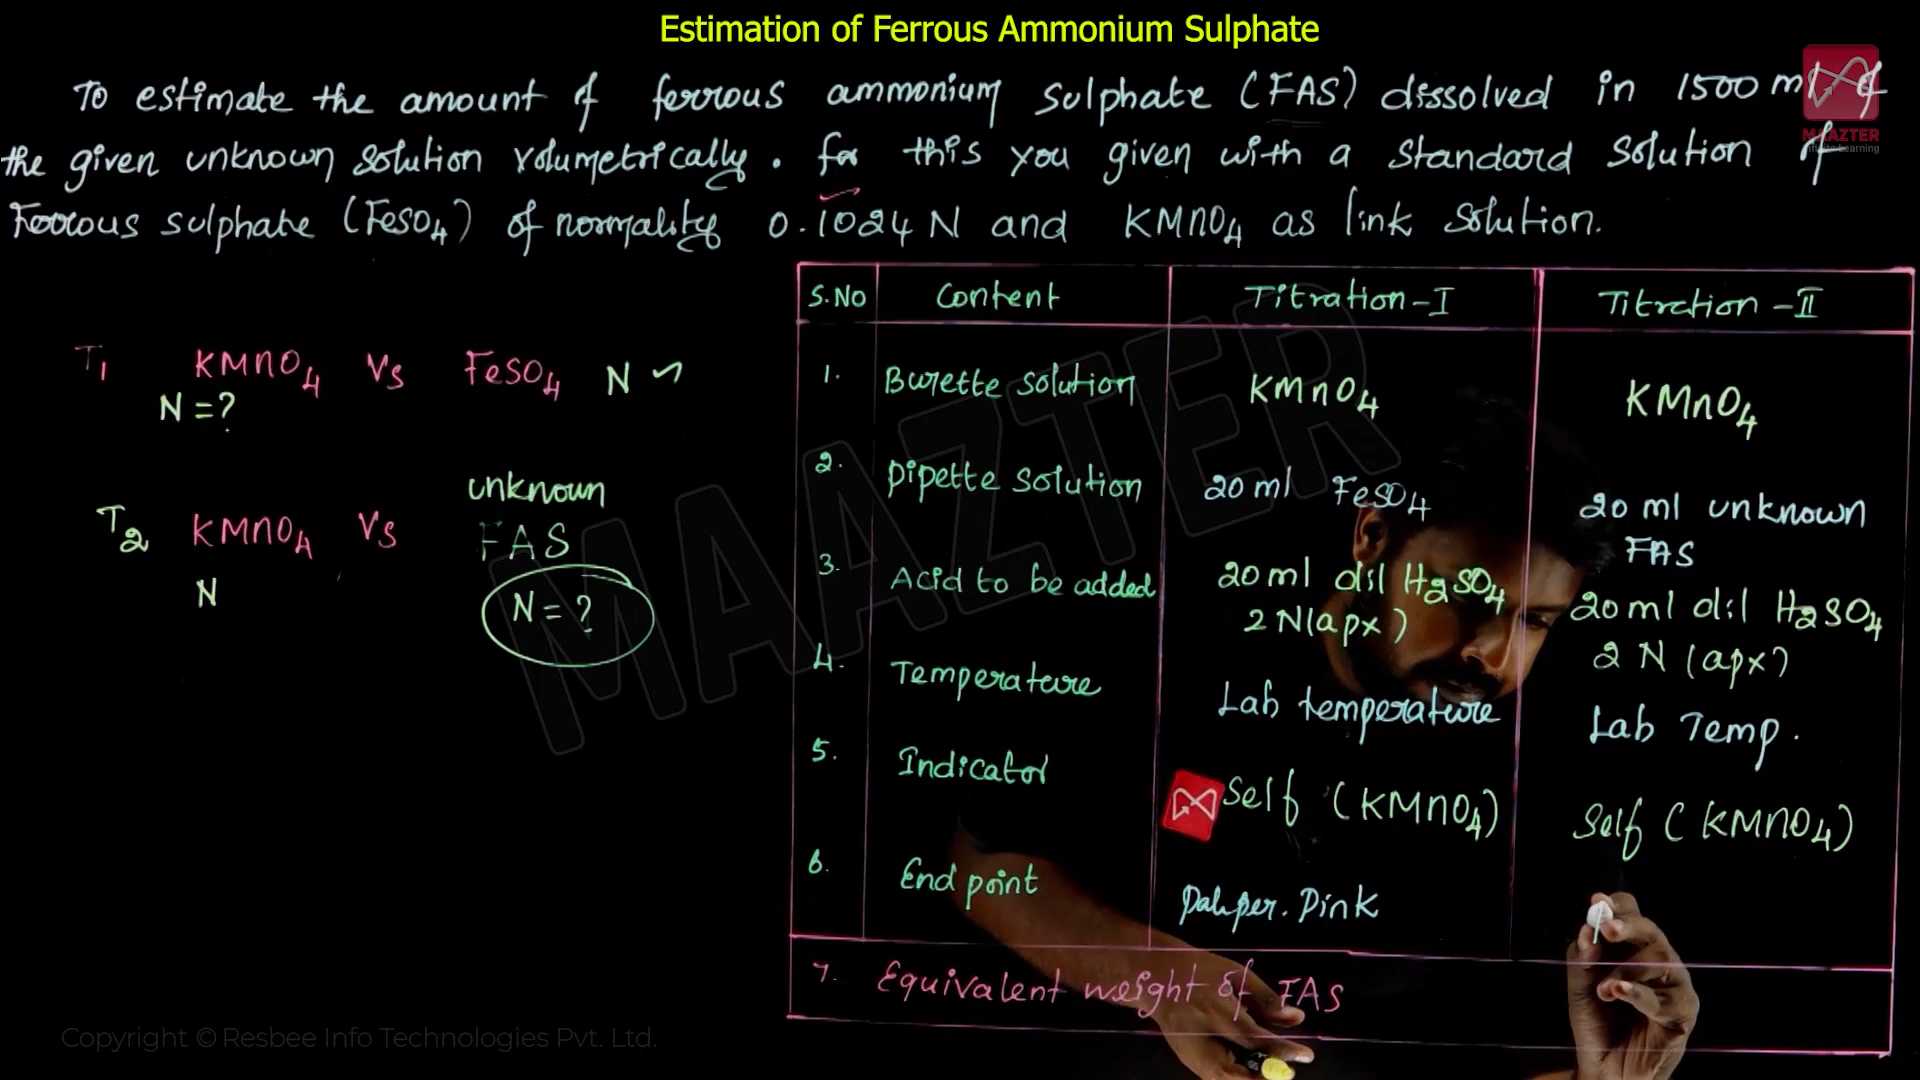 Estimation of Ferrous Ammonium Sulphate
To estimate the amount of ferrous ammonium sulphate (FAS) dissolved in 1500 ml of
the given unknown solution volumetrically. for this you given with a standard solution of
Ferrous sulphate (FeSO4) of normality 0.1024 N and KMnO4 as link solution.
MAAZTER
Infinite Learning
S.No Content Titration-I Titration-II
T1 KMnO4 Vs FeSO4 N
N=?
1. Burette solution KMnO4 KMnO4
unknown
T2 KMnO4 Vs FAS
N N=?
2. Pipette solution 20 ml FeSO4 20 ml unknown
FAS
3. Acid to be added 20 ml dil H2SO4 20 ml dil H2SO4
2 N(apx) 2 N (apx)
4. Temperature Lab temperature Lab Temp.
5. Indicator Self (KMnO4) Self (KMnO4)
6. End point Pink
7. Equivalent weight of FAS
MAAZTER
Copyright © Resbee Info Technologies Pvt. Ltd.